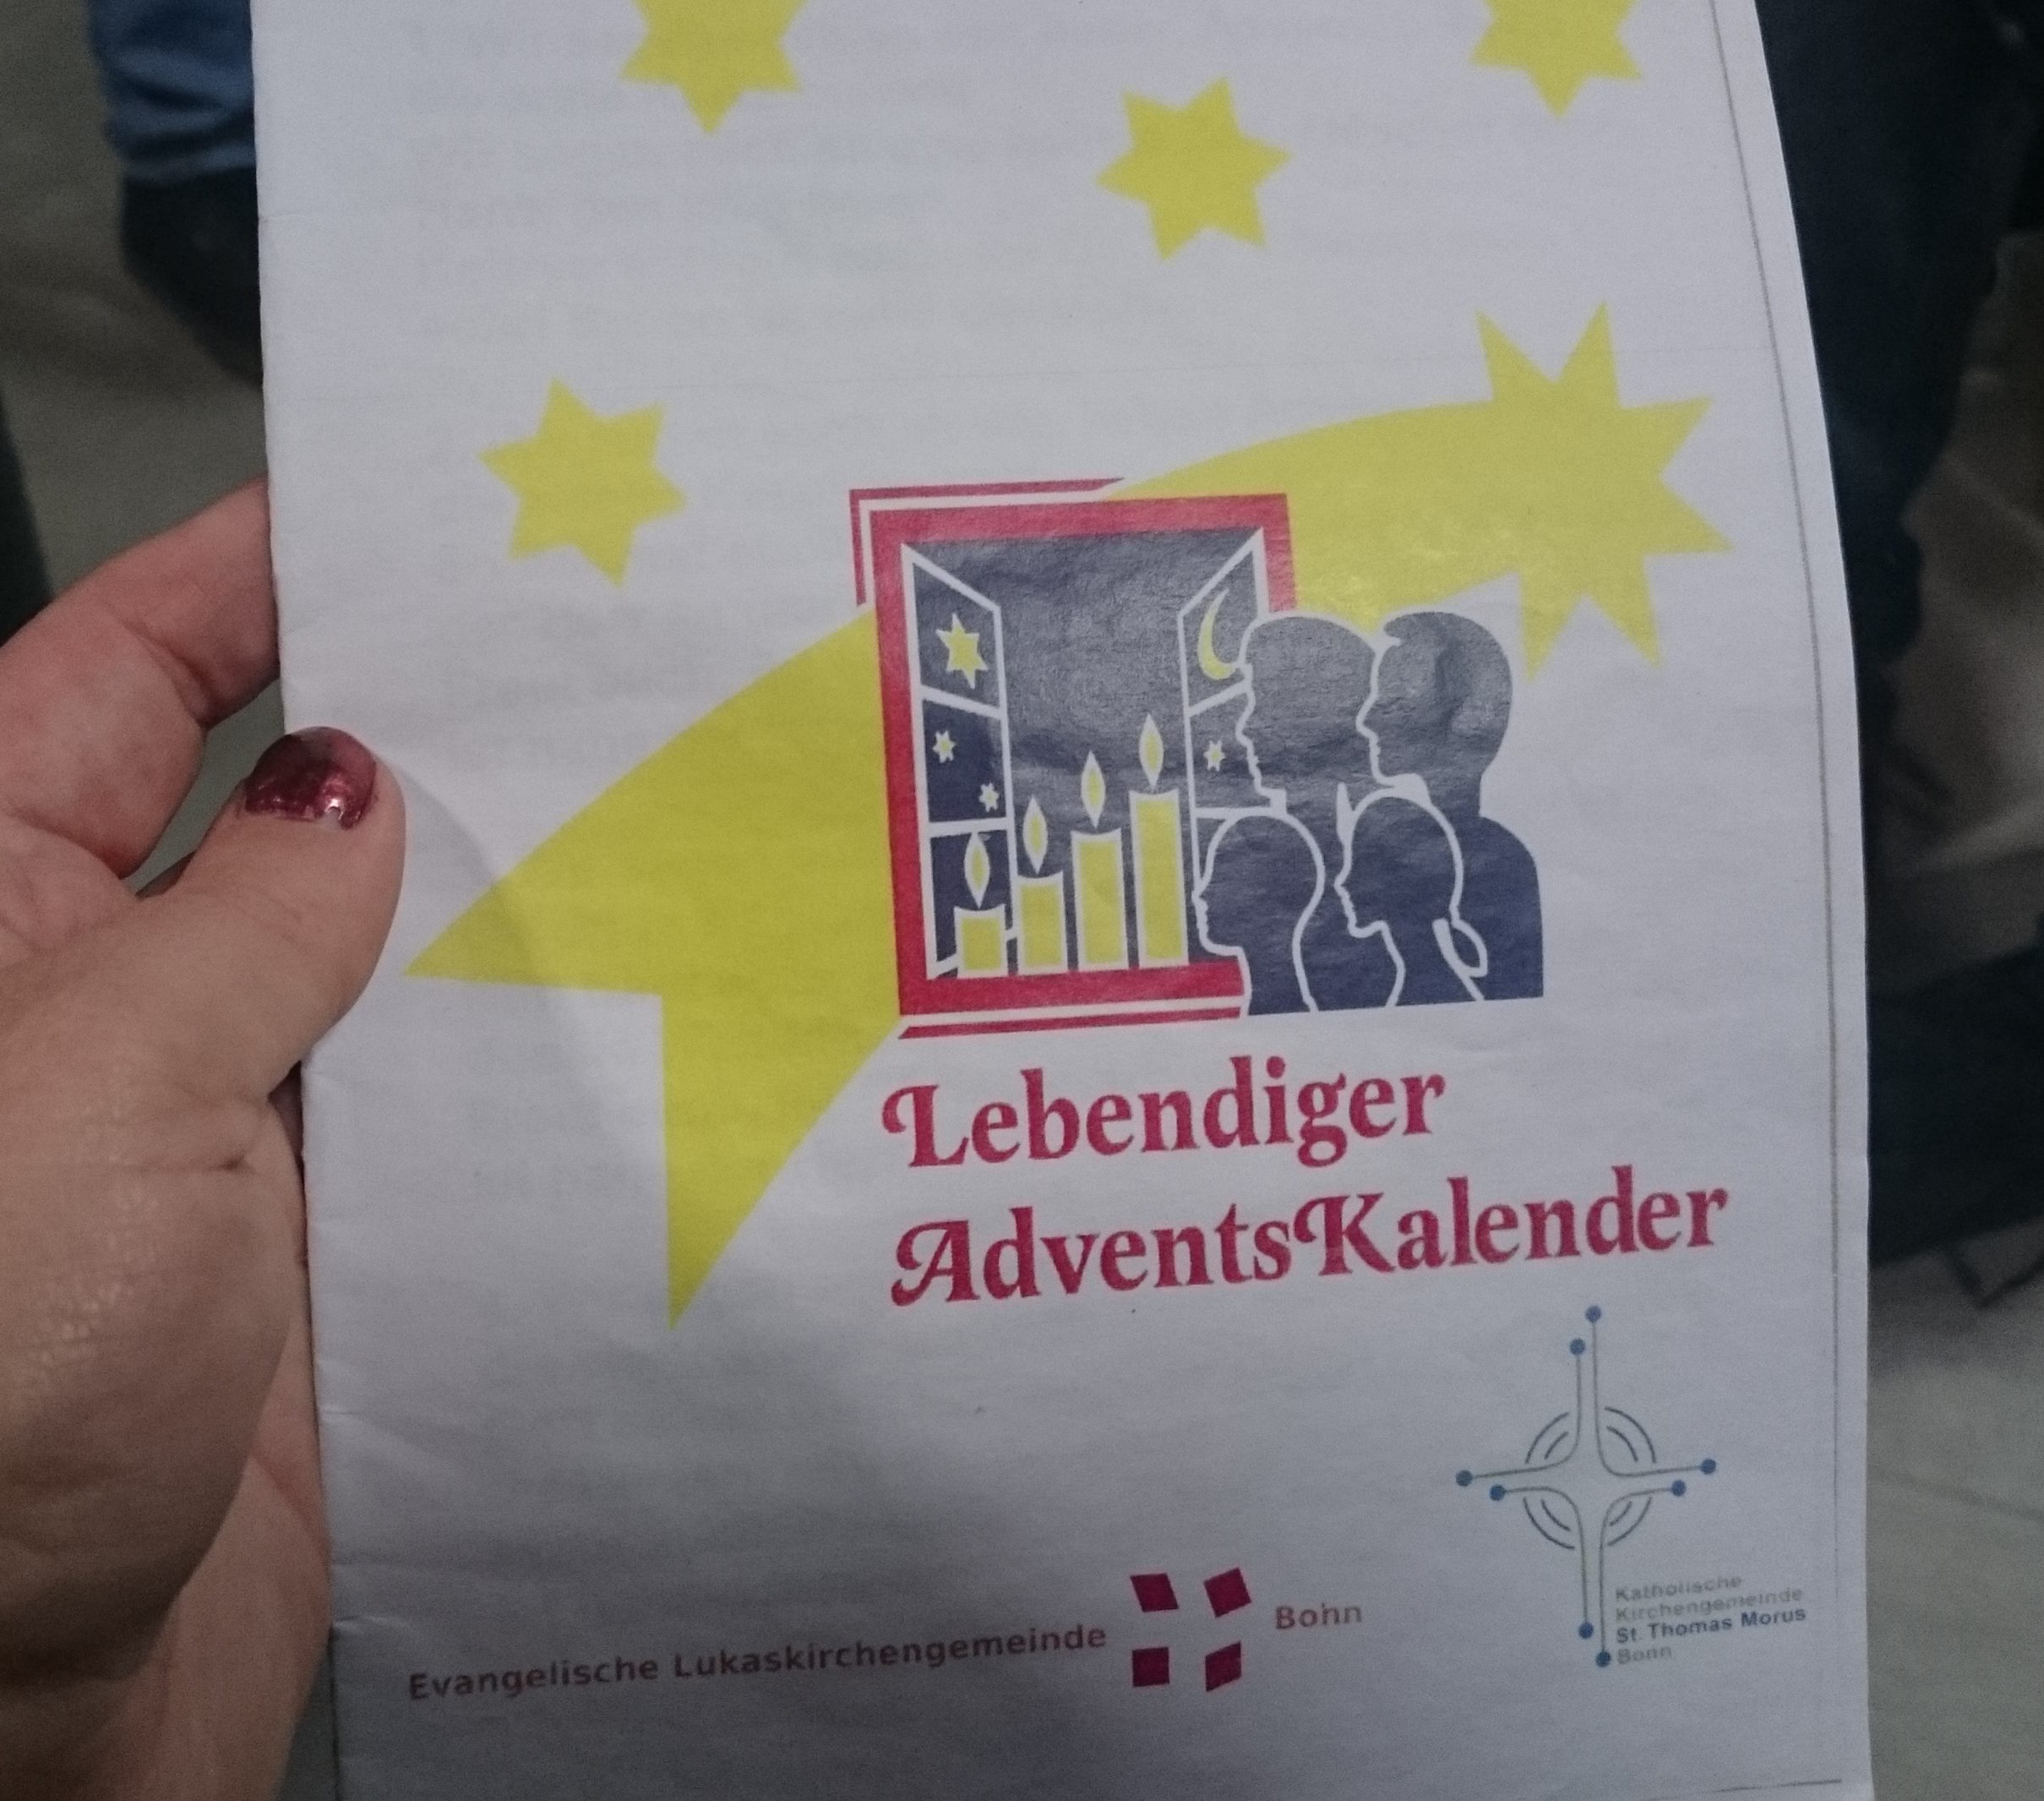 Lebendiger
AdventsKalender
Evangelische Lukaskirchengemeinde Bonn
Katholische
Kirchengemeinde
St. Thomas Morus
Bonn